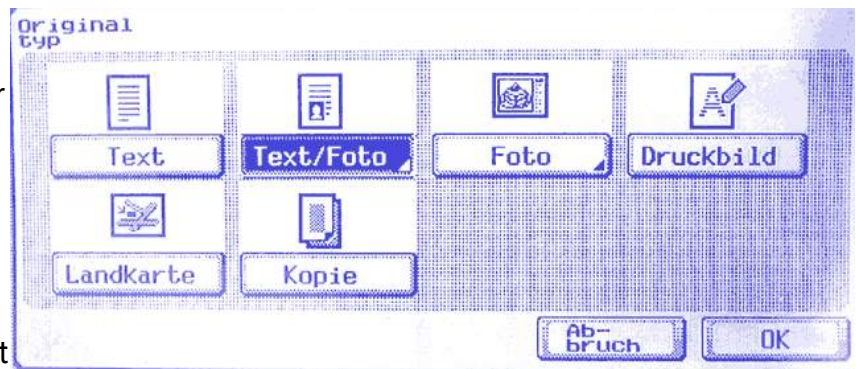 Original
typ
Text
Text/Foto
Foto
Druckbild
Landkarte
Kopie
Ab-
bruch
OK